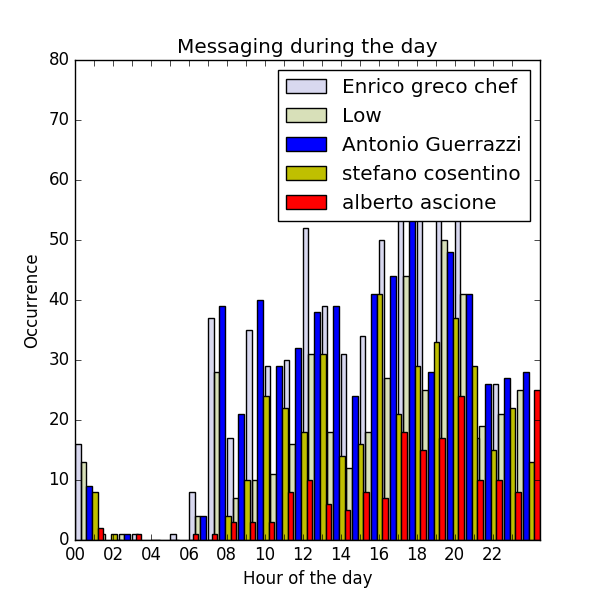 Messaging during the day
80
70
60
50
40
30
20
10
0
Occurrence
Enrico greco chef
Low
Antonio Guerrazzi
stefano cosentino
alberto ascione
00 02 04 06 08 10 12 14 16 18 20 22
Hour of the day